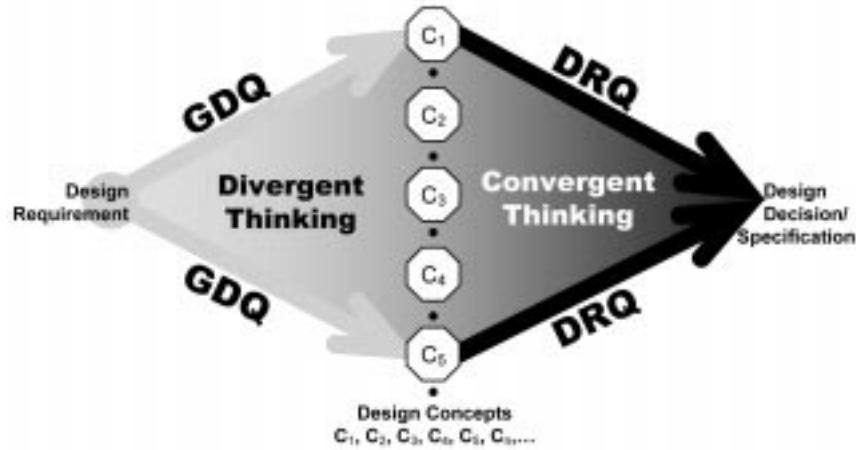 C₁
GDQ
DRQ
C₂
Divergent
Thinking
C₃
Convergent
Thinking
Design
Requirement
Design
Decision/
Specification
C₄
GDQ
DRQ
C₅
Design Concepts
C₁, C₂, C₃, C₄, C₅,